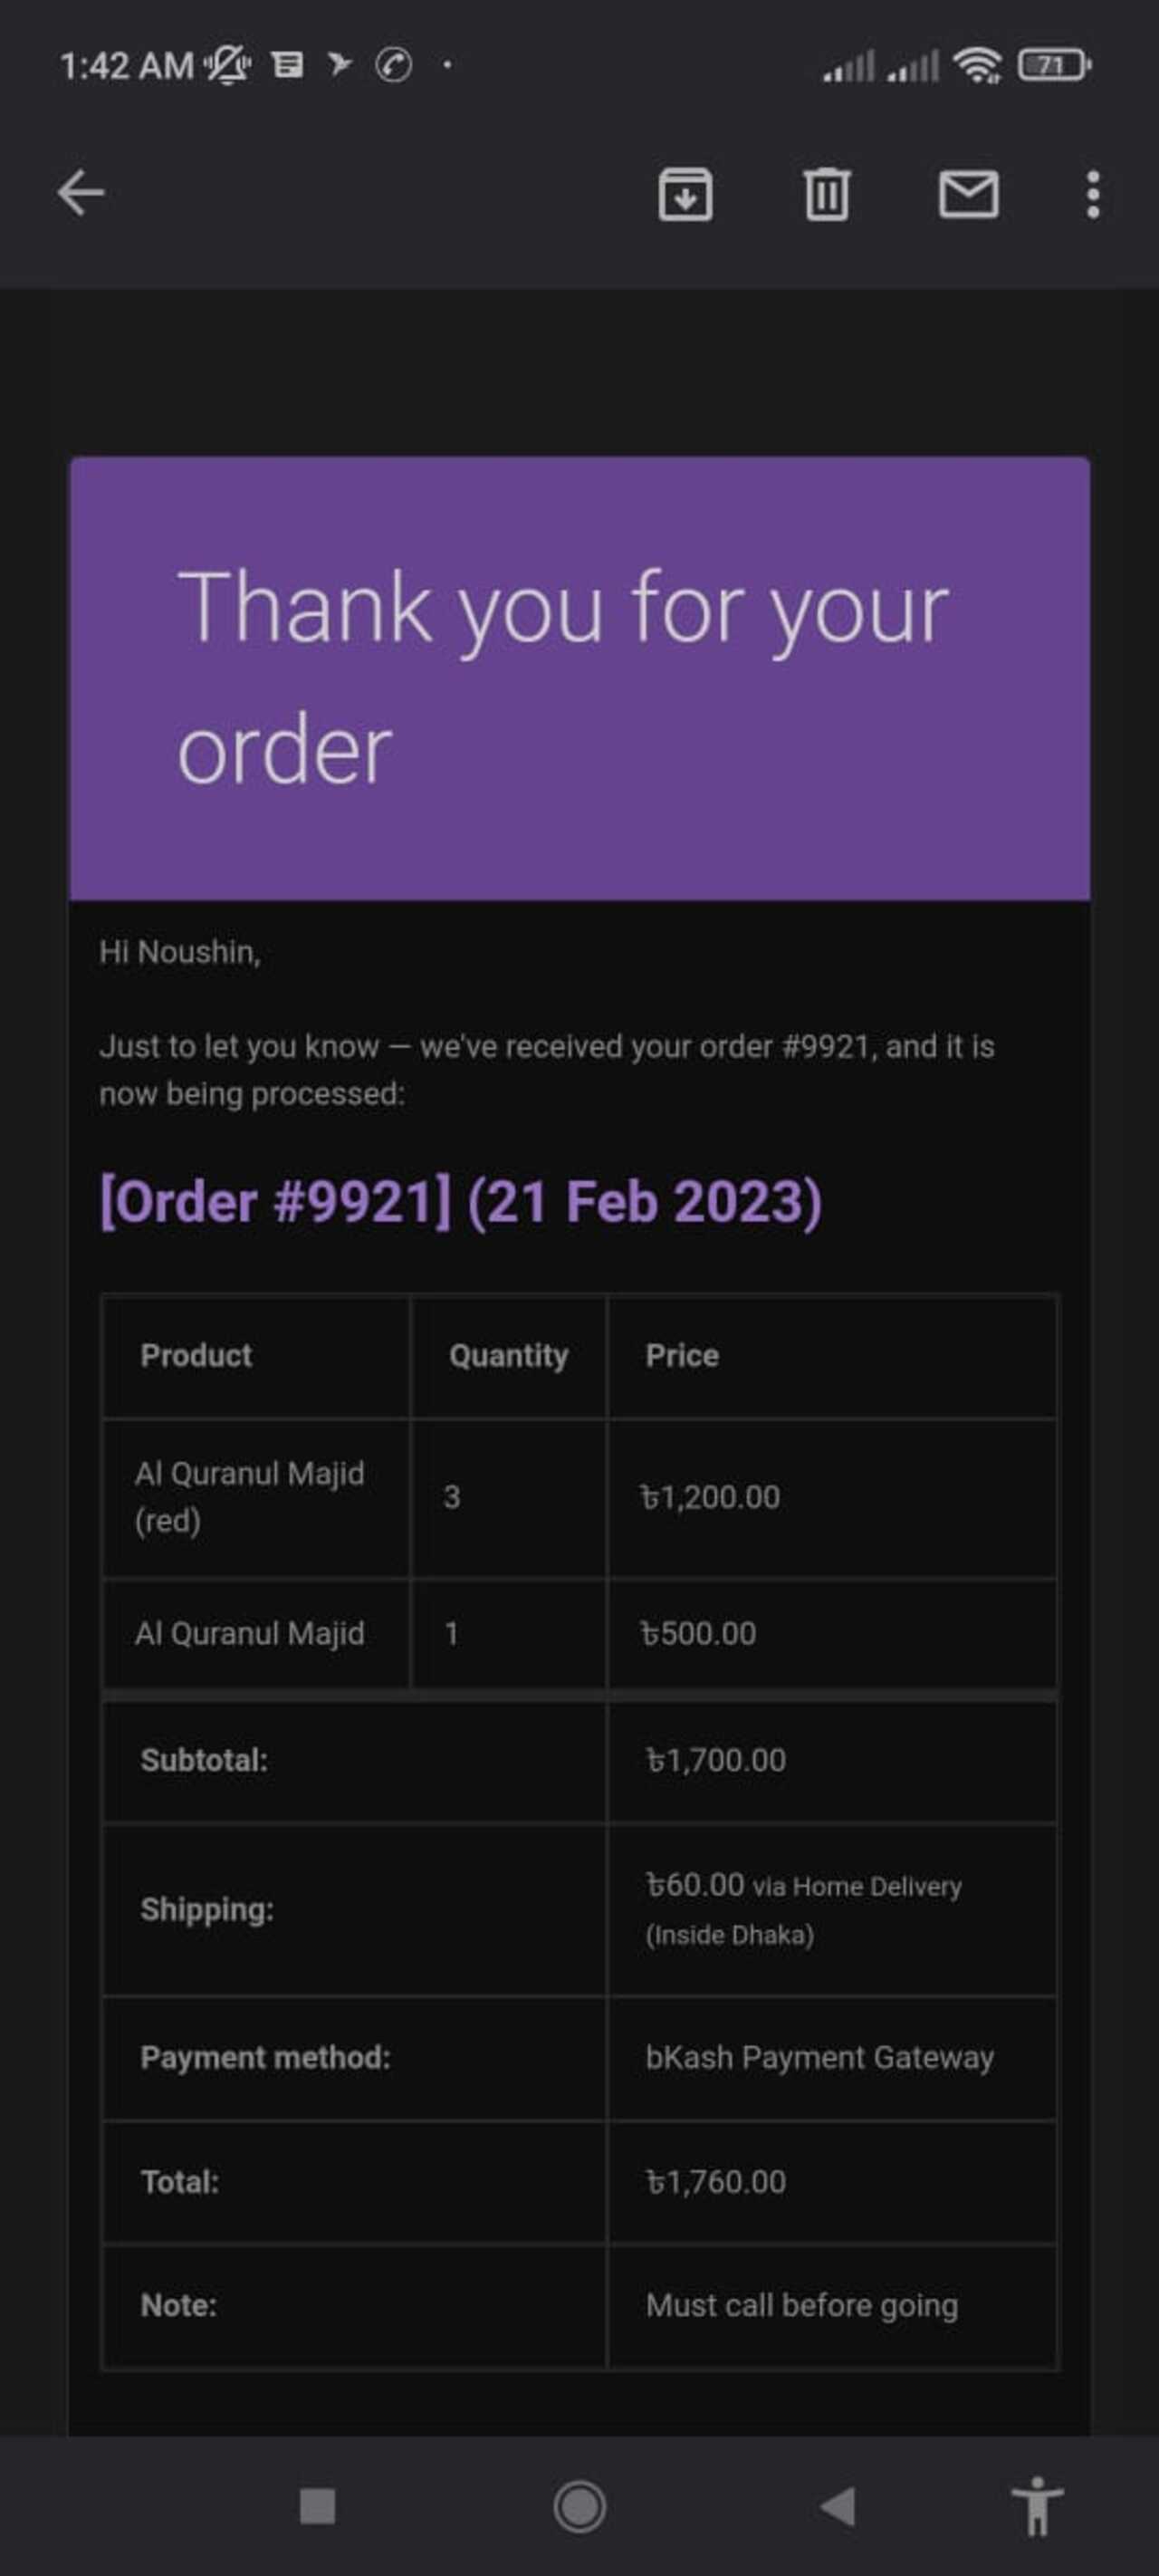 1:42 AM
71
Thank you for your
order
Hi Noushin,
Just to let you know — we've received your order #9921, and it is
now being processed:
[Order #9921] (21 Feb 2023)
Product Quantity Price
Al Quranul Majid
(red)
3 ৳1,200.00
Al Quranul Majid 1 ৳500.00
Subtotal: ৳1,700.00
Shipping: ৳60.00 via Home Delivery
(Inside Dhaka)
Payment method: bKash Payment Gateway
Total: ৳1,760.00
Note: Must call before going